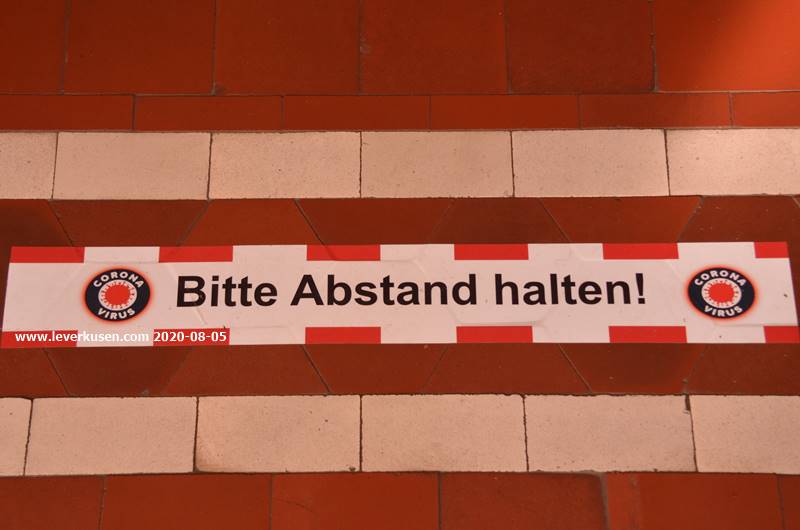 CORONA
VIRUS
Bitte Abstand halten!
CORONA
VIRUS
www.leverkusen.com 2020-08-05